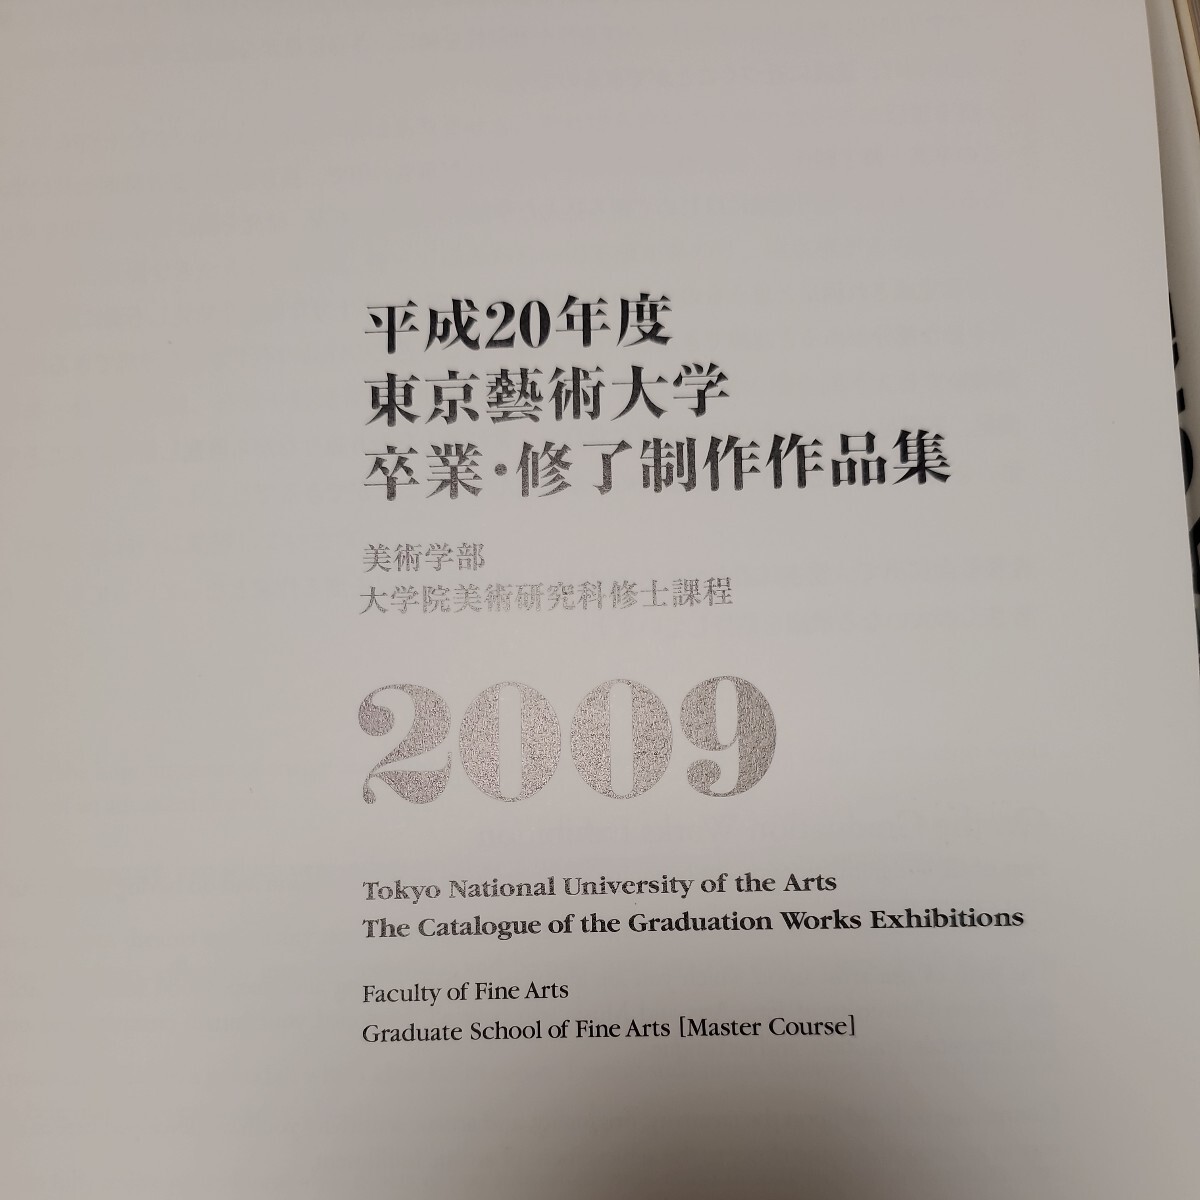 平成20年度
東京藝術大学
卒業・修了制作作品集
美術学部
大学院美術研究科修士課程
2009
Tokyo National University of the Arts
The Catalogue of the Graduation Works Exhibitions
Faculty of Fine Arts
Graduate School of Fine Arts [Master Course]